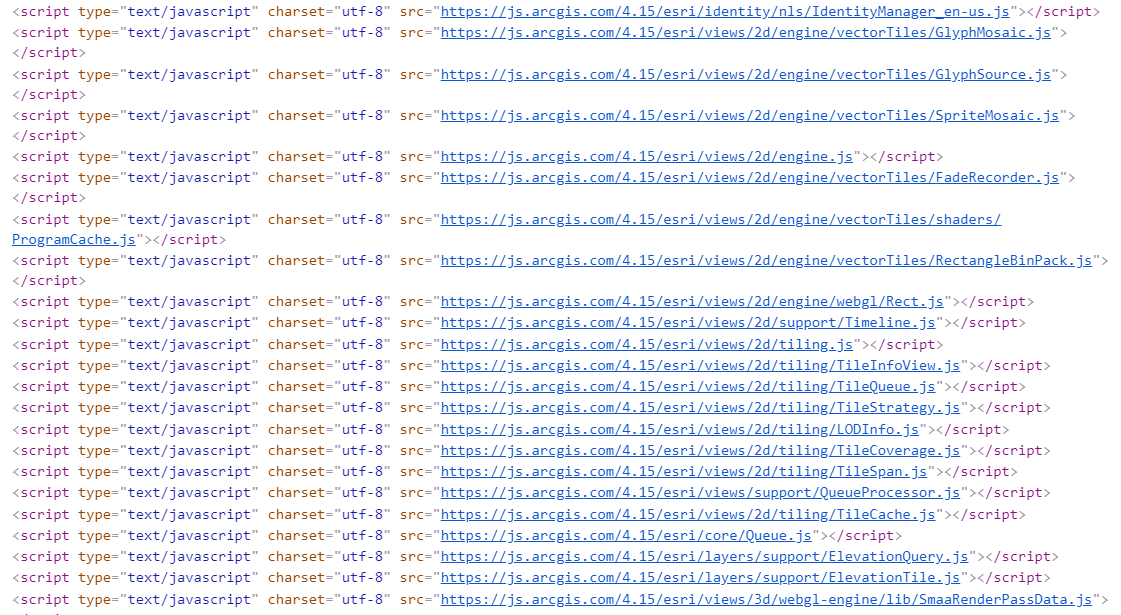 <script type="text/javascript" charset="utf-8" src="https://js.arcgis.com/4.15/esri/identity/nls/IdentityManager_en-us.js"></script>
<script type="text/javascript" charset="utf-8" src="https://js.arcgis.com/4.15/esri/views/2d/engine/vectorTiles/GlyphMosaic.js">
</script>
<script type="text/javascript" charset="utf-8" src="https://js.arcgis.com/4.15/esri/views/2d/engine/vectorTiles/GlyphSource.js">
</script>
<script type="text/javascript" charset="utf-8" src="https://js.arcgis.com/4.15/esri/views/2d/engine/vectorTiles/SpriteMosaic.js">
</script>
<script type="text/javascript" charset="utf-8" src="https://js.arcgis.com/4.15/esri/views/2d/engine.js"></script>
<script type="text/javascript" charset="utf-8" src="https://js.arcgis.com/4.15/esri/views/2d/engine/vectorTiles/FadeRecorder.js">
</script>
<script type="text/javascript" charset="utf-8" src="https://js.arcgis.com/4.15/esri/views/2d/engine/vectorTiles/shaders/
ProgramCache.js"></script>
<script type="text/javascript" charset="utf-8" src="https://js.arcgis.com/4.15/esri/views/2d/engine/vectorTiles/RectangleBinPack.js">
</script>
<script type="text/javascript" charset="utf-8" src="https://js.arcgis.com/4.15/esri/views/2d/engine/webgl/Rect.js"></script>
<script type="text/javascript" charset="utf-8" src="https://js.arcgis.com/4.15/esri/views/2d/support/Timeline.js"></script>
<script type="text/javascript" charset="utf-8" src="https://js.arcgis.com/4.15/esri/views/2d/tiling.js"></script>
<script type="text/javascript" charset="utf-8" src="https://js.arcgis.com/4.15/esri/views/2d/tiling/TileInfoView.js"></script>
<script type="text/javascript" charset="utf-8" src="https://js.arcgis.com/4.15/esri/views/2d/tiling/TileQueue.js"></script>
<script type="text/javascript" charset="utf-8" src="https://js.arcgis.com/4.15/esri/views/2d/tiling/TileStrategy.js"></script>
<script type="text/javascript" charset="utf-8" src="https://js.arcgis.com/4.15/esri/views/2d/tiling/LODInfo.js"></script>
<script type="text/javascript" charset="utf-8" src="https://js.arcgis.com/4.15/esri/views/2d/tiling/TileCoverage.js"></script>
<script type="text/javascript" charset="utf-8" src="https://js.arcgis.com/4.15/esri/views/2d/tiling/TileSpan.js"></script>
<script type="text/javascript" charset="utf-8" src="https://js.arcgis.com/4.15/esri/views/support/QueueProcessor.js"></script>
<script type="text/javascript" charset="utf-8" src="https://js.arcgis.com/4.15/esri/views/2d/tiling/TileCache.js"></script>
<script type="text/javascript" charset="utf-8" src="https://js.arcgis.com/4.15/esri/core/Queue.js"></script>
<script type="text/javascript" charset="utf-8" src="https://js.arcgis.com/4.15/esri/layers/support/ElevationQuery.js"></script>
<script type="text/javascript" charset="utf-8" src="https://js.arcgis.com/4.15/esri/layers/support/ElevationTile.js"></script>
<script type="text/javascript" charset="utf-8" src="https://js.arcgis.com/4.15/esri/views/3d/webgl-engine/lib/SmaaRenderPassData.js">